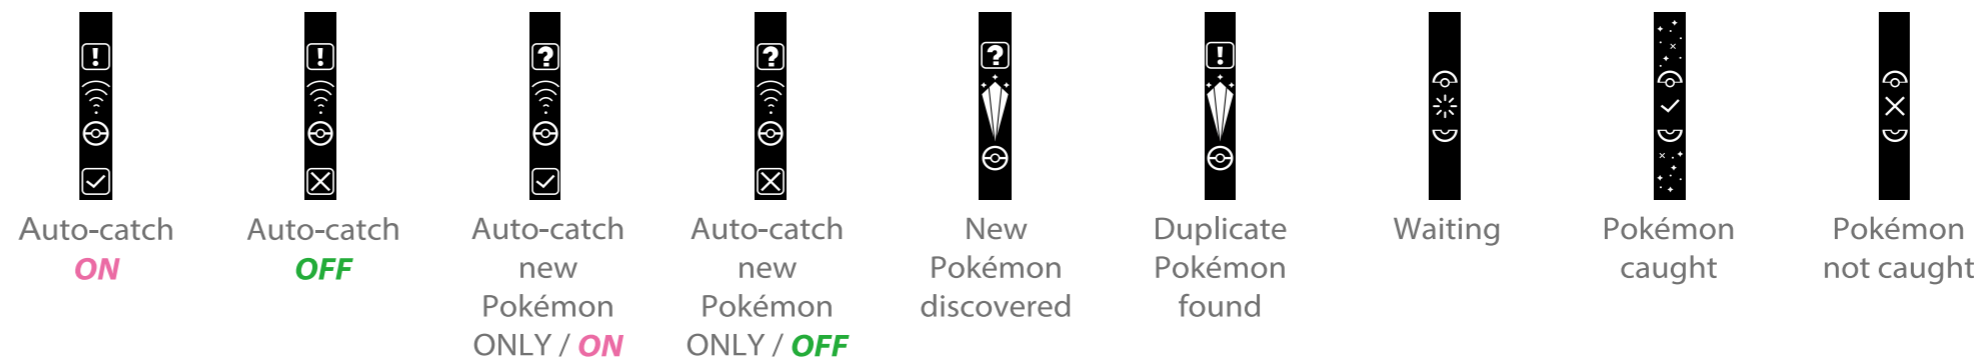 !
!
?
?
?
!
Auto-catch
ON
Auto-catch
OFF
Auto-catch
new
Pokémon
ONLY / ON
Auto-catch
new
Pokémon
ONLY / OFF
New
Pokémon
discovered
Duplicate
Pokémon
found
Waiting
Pokémon
caught
Pokémon
not caught